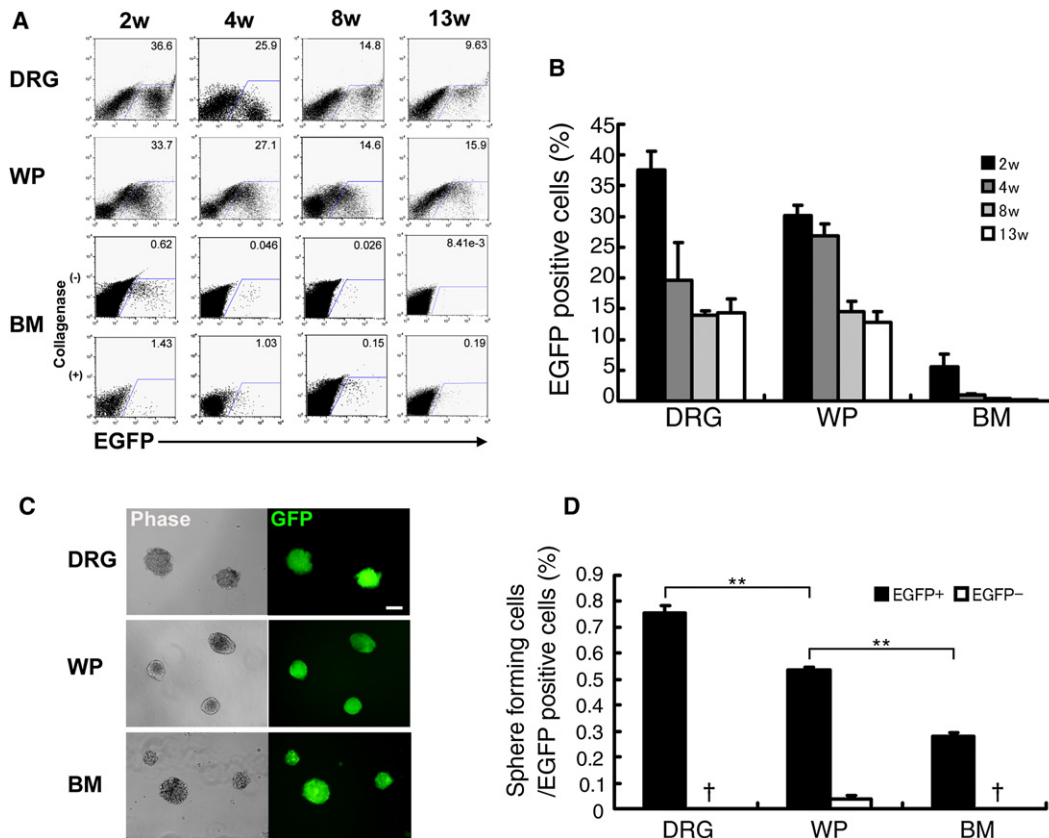 A
2w 4w 8w 13w
DRG
36.6 25.9 14.8 9.63
WP
33.7 27.1 14.6 15.9
BM
Collagenase
(-)
0.62 0.046 0.026 8.41e-3
(+)
1.43 1.03 0.15 0.19
EGFP
B
EGFP positive cells (%)
45
40
35
30
25
20
15
10
5
0
2w
4w
8w
13w
DRG WP BM
C
Phase GFP
DRG
WP
BM
D
Sphere forming cells
/EGFP positive cells (%)
0.9
0.8
0.7
0.6
0.5
0.4
0.3
0.2
0.1
0
EGFP+ EGFP−
**
**
† †
DRG WP BM